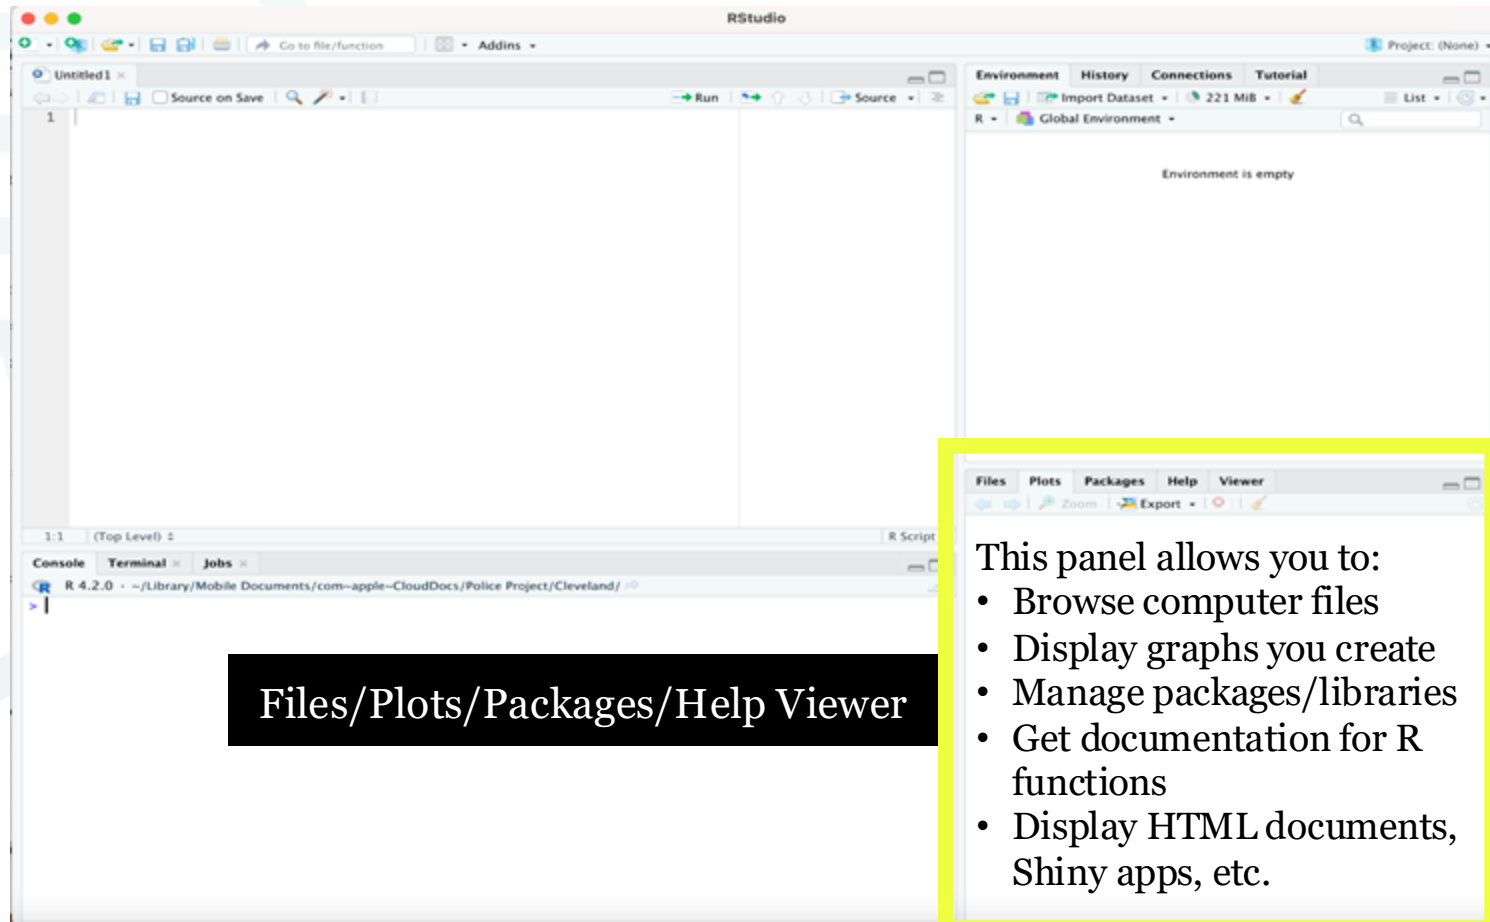 RStudio
Go to file/function
Addins
Project: (None)
Untitled1
Source on Save
Run
Source
1
1:1 (Top Level)
R Script
Console Terminal Jobs
R 4.2.0 · ~/Library/Mobile Documents/com~apple~CloudDocs/Police Project/Cleveland/
>
Environment History Connections Tutorial
Import Dataset
221 MiB
List
R
Global Environment
Environment is empty
Files Plots Packages Help Viewer
Zoom
Export
Files/Plots/Packages/Help Viewer
This panel allows you to:
• Browse computer files
• Display graphs you create
• Manage packages/libraries
• Get documentation for R
functions
• Display HTML documents,
Shiny apps, etc.